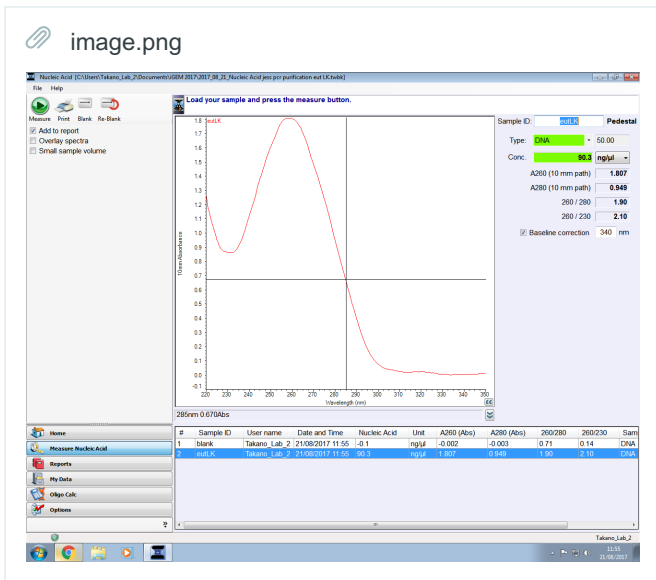 image.png
Nucleic Acid [C:\Users\Takano_Lab_2\Documents\iGEM 2017\2017_08_21_Nucleic Acid jess pcr purification eut LK.twbk]
File Help
Measure Print Blank Re-Blank
Add to report
Overlay spectra
Small sample volume
Load your sample and press the measure button.
eutLK
1.8
1.7
1.6
1.5
1.4
1.3
1.2
1.1
1.0
0.9
0.8
0.7
0.6
0.5
0.4
0.3
0.2
0.1
0.0
-0.1
10mm Absorbance
220 230 240 250 260 270 280 290 300 310 320 330 340 350
Wavelength (nm)
285nm 0.670Abs
Sample ID: eutLK Pedestal
Type: DNA 50.00
Conc. 90.3 ng/µl
A260 (10 mm path) 1.807
A280 (10 mm path) 0.949
260 / 280 1.90
260 / 230 2.10
Baseline correction 340 nm
Home
Measure Nucleic Acid
Reports
My Data
Oligo Calc
Options
# Sample ID User name Date and Time Nucleic Acid Unit A260 (Abs) A280 (Abs) 260/280 260/230 Sam
1 blank Takano_Lab_2 21/08/2017 11:55 -0.1 ng/µl -0.002 -0.003 0.71 0.14 DNA
2 eutLK Takano_Lab_2 21/08/2017 11:55 90.3 ng/µl 1.807 0.949 1.90 2.10 DNA
Takano_Lab_2
11:55
21/08/2017